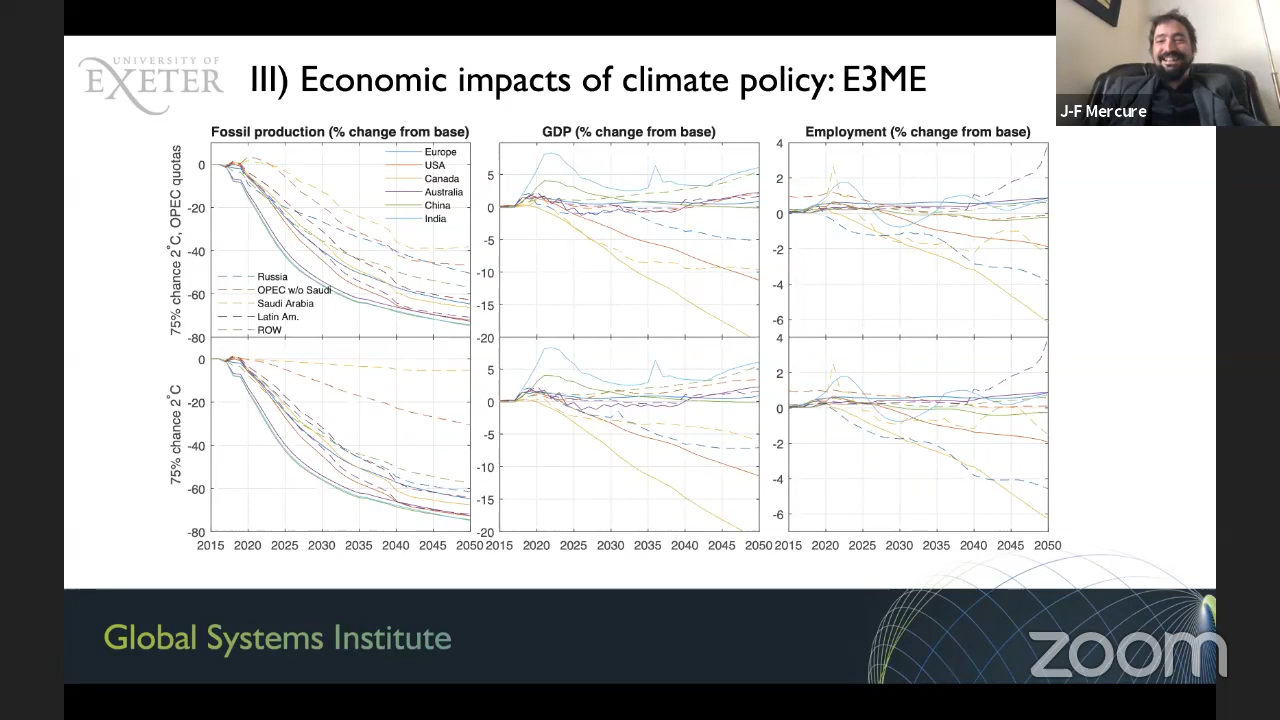 UNIVERSITY OF
EXETER
III) Economic impacts of climate policy: E3ME
J-F Mercure
Fossil production (% change from base)
GDP (% change from base)
Employment (% change from base)
75% chance 2°C, OPEC quotas
0
-20
-40
-60
-80
Europe
USA
Canada
Australia
China
India
Russia
OPEC w/o Saudi
Saudi Arabia
Latin Am.
ROW
5
0
-5
-10
-15
-20
4
2
0
-2
-4
-6
4
75% chance 2°C
0
-20
-40
-60
-80
5
0
-5
-10
-15
-20
2
0
-2
-4
-6
2015 2020 2025 2030 2035 2040 2045 2050
2015 2020 2025 2030 2035 2040 2045 2050
2015 2020 2025 2030 2035 2040 2045 2050
Global Systems Institute
zoom